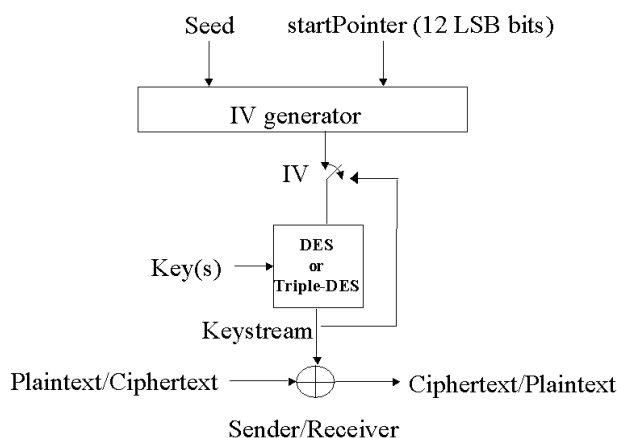 Seed
startPointer (12 LSB bits)
IV generator
IV
DES
or
Triple-DES
Key(s)
Keystream
Plaintext/Ciphertext
Ciphertext/Plaintext
Sender/Receiver